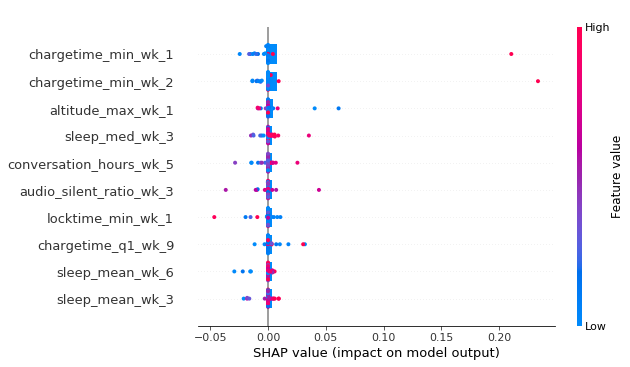 High
chargetime_min_wk_1
chargetime_min_wk_2
altitude_max_wk_1
sleep_med_wk_3
conversation_hours_wk_5
audio_silent_ratio_wk_3
locktime_min_wk_1
chargetime_q1_wk_9
sleep_mean_wk_6
sleep_mean_wk_3
Feature value
Low
−0.05 0.00 0.05 0.10 0.15 0.20
SHAP value (impact on model output)